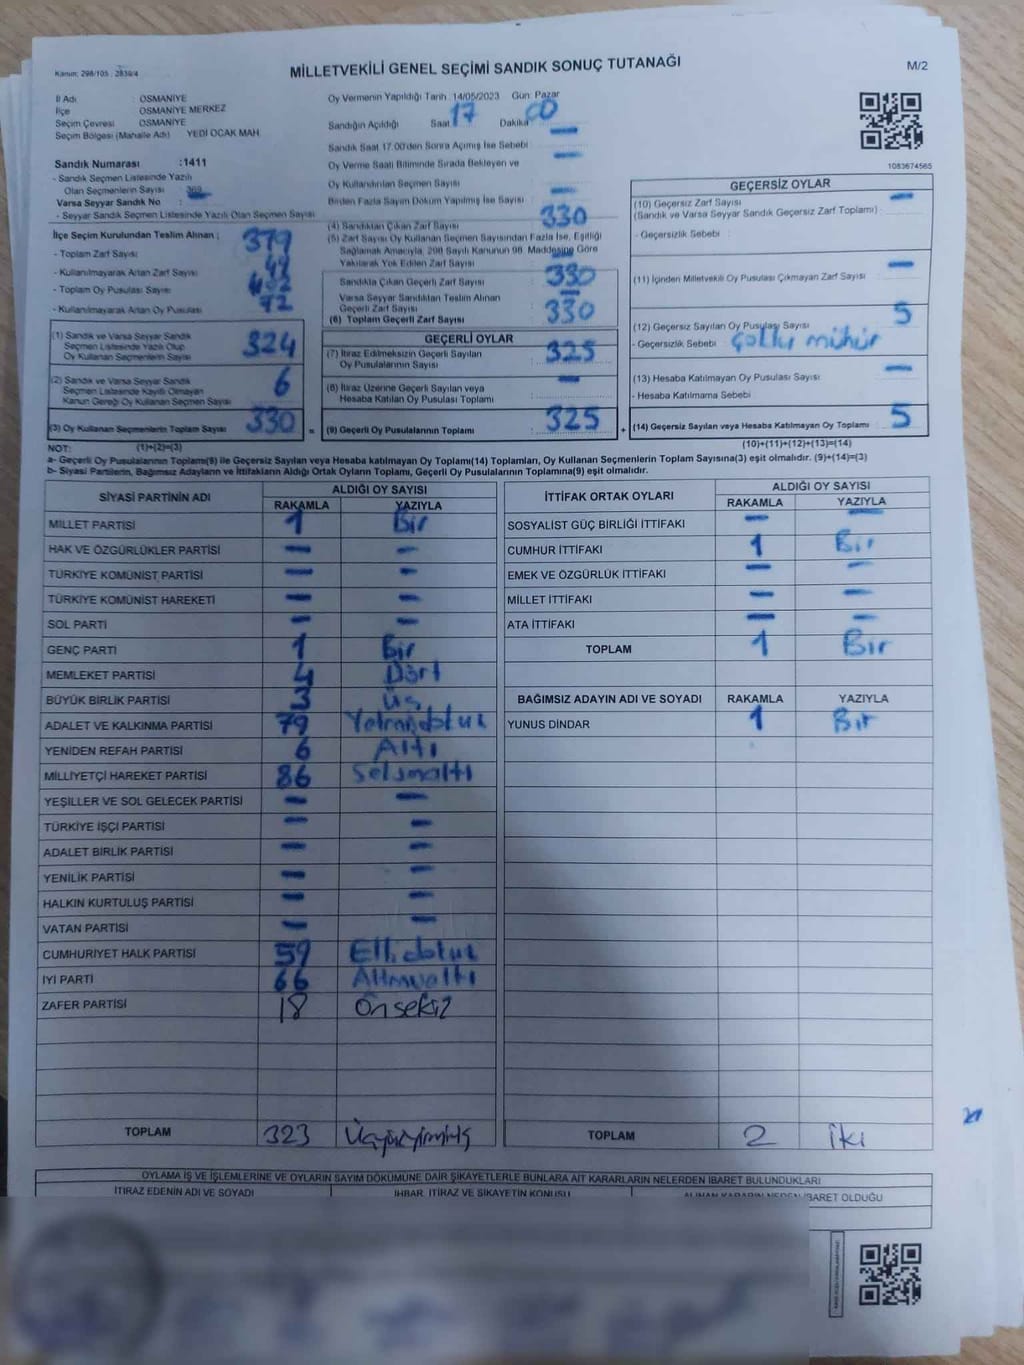 Kanun: 298/105 : 2839/4
MİLLETVEKİLİ GENEL SEÇİMİ SANDIK SONUÇ TUTANAĞI
M/2
İl Adı : OSMANİYE
İlçe : OSMANİYE MERKEZ
Seçim Çevresi : OSMANİYE
Seçim Bölgesi (Mahalle Adı) YEDİ OCAK MAH.
Sandık Numarası :1411
- Sandık Seçmen Listesinde Yazılı
Olan Seçmenlerin Sayısı 369
Varsa Seyyar Sandık No :
- Seyyar Sandık Seçmen Listesinde Yazılı Olan Seçmen Sayısı
Oy Vermenin Yapıldığı Tarih :14/05/2023 Gün: Pazar
Sandığın Açıldığı Saat 17 Dakika 00
Sandık Saat 17.00'den Sonra Açılmış İse Sebebi —
Oy Verme Saati Bitiminde Sırada Bekleyen ve
Oy Kullandırılan Seçmen Sayısı —
Birden Fazla Sayım Döküm Yapılmış İse Sayısı —
1083674565
İlçe Seçim Kurulundan Teslim Alınan ;
- Toplam Zarf Sayısı 379
- Kullanılmayarak Artan Zarf Sayısı 49
- Toplam Oy Pusulası Sayısı 402
- Kullanılmayarak Artan Oy Pusulası 72
(1) Sandık ve Varsa Seyyar Sandık
Seçmen Listesinde Yazılı Olup
Oy Kullanan Seçmenlerin Sayısı 324
(2) Sandık ve Varsa Seyyar Sandık
Seçmen Listesinde Kayıtlı Olmayan
Kanun Gereği Oy Kullanan Seçmen Sayısı 6
(3) Oy Kullanan Seçmenlerin Toplam Sayısı 330 =
(4) Sandıktan Çıkan Zarf Sayısı 330
(5) Zarf Sayısı Oy Kullanan Seçmen Sayısından Fazla İse, Eşitliği
Sağlamak Amacıyla, 298 Sayılı Kanunun 98. Maddesine Göre
Yakılarak Yok Edilen Zarf Sayısı —
Sandıkta Çıkan Geçerli Zarf Sayısı 330
Varsa Seyyar Sandıktan Teslim Alınan
Geçerli Zarf Sayısı —
(6) Toplam Geçerli Zarf Sayısı 330
GEÇERLİ OYLAR
(7) İtiraz Edilmeksizin Geçerli Sayılan
Oy Pusulalarının Sayısı 325
(8) İtiraz Üzerine Geçerli Sayılan veya
Hesaba Katılan Oy Pusulası Toplamı —
(9) Geçerli Oy Pusulalarının Toplamı : 325 +
GEÇERSİZ OYLAR
(10) Geçersiz Zarf Sayısı —
(Sandık ve Varsa Seyyar Sandık Geçersiz Zarf Toplamı) :
- Geçersizlik Sebebi :
(11) İçinden Milletvekili Oy Pusulası Çıkmayan Zarf Sayısı —
(12) Geçersiz Sayılan Oy Pusulası Sayısı 5
- Geçersizlik Sebebi : çoklu mühür
(13) Hesaba Katılmayan Oy Pusulası Sayısı —
- Hesaba Katılmama Sebebi
(14) Geçersiz Sayılan veya Hesaba Katılmayan Oy Toplamı 5
NOT: (1)+(2)=(3)
(10)+(11)+(12)+(13)=(14)
a- Geçerli Oy Pusulalarının Toplamı(9) ile Geçersiz Sayılan veya Hesaba katılmayan Oy Toplamı(14) Toplamları, Oy Kullanan Seçmenlerin Toplam Sayısına(3) eşit olmalıdır. (9)+(14)=(3)
b- Siyasi Partilerin, Bağımsız Adayların ve İttifakların Aldığı Ortak Oyların Toplamı, Geçerli Oy Pusulalarının Toplamına(9) eşit olmalıdır.
SİYASİ PARTİNİN ADI ALDIĞI OY SAYISI
RAKAMLA YAZIYLA
MİLLET PARTİSİ 1 Bir
HAK VE ÖZGÜRLÜKLER PARTİSİ — —
TÜRKİYE KOMÜNİST PARTİSİ — —
TÜRKİYE KOMÜNİST HAREKETİ — —
SOL PARTİ — —
GENÇ PARTİ 1 Bir
MEMLEKET PARTİSİ 4 Dört
BÜYÜK BİRLİK PARTİSİ 3 Üç
ADALET VE KALKINMA PARTİSİ 79
YENİDEN REFAH PARTİSİ 6 Altı
MİLLİYETÇİ HAREKET PARTİSİ 86
YEŞİLLER VE SOL GELECEK PARTİSİ — —
TÜRKİYE İŞÇİ PARTİSİ — —
ADALET BİRLİK PARTİSİ — —
YENİLİK PARTİSİ — —
HALKIN KURTULUŞ PARTİSİ — —
VATAN PARTİSİ — —
CUMHURİYET HALK PARTİSİ 59 Ellidokuz
İYİ PARTİ 66
ZAFER PARTİSİ 18 Onsekiz
TOPLAM 323
İTTİFAK ORTAK OYLARI ALDIĞI OY SAYISI
RAKAMLA YAZIYLA
SOSYALİST GÜÇ BİRLİĞİ İTTİFAKI — —
CUMHUR İTTİFAKI 1 Bir
EMEK VE ÖZGÜRLÜK İTTİFAKI — —
MİLLET İTTİFAKI — —
ATA İTTİFAKI — —
TOPLAM 1 Bir
BAĞIMSIZ ADAYIN ADI VE SOYADI RAKAMLA YAZIYLA
YUNUS DİNDAR 1 Bir
TOPLAM 2 iki
OYLAMA İŞ VE İŞLEMLERİNE VE OYLARIN SAYIM DÖKÜMÜNE DAİR ŞİKAYETLERLE BUNLARA AİT KARARLARIN NELERDEN İBARET BULUNDUKLARI
İTİRAZ EDENİN ADI VE SOYADI İHBAR, İTİRAZ VE ŞİKAYETİN KONUSU ALINAN KARARIN NEDEN İBARET OLDUĞU